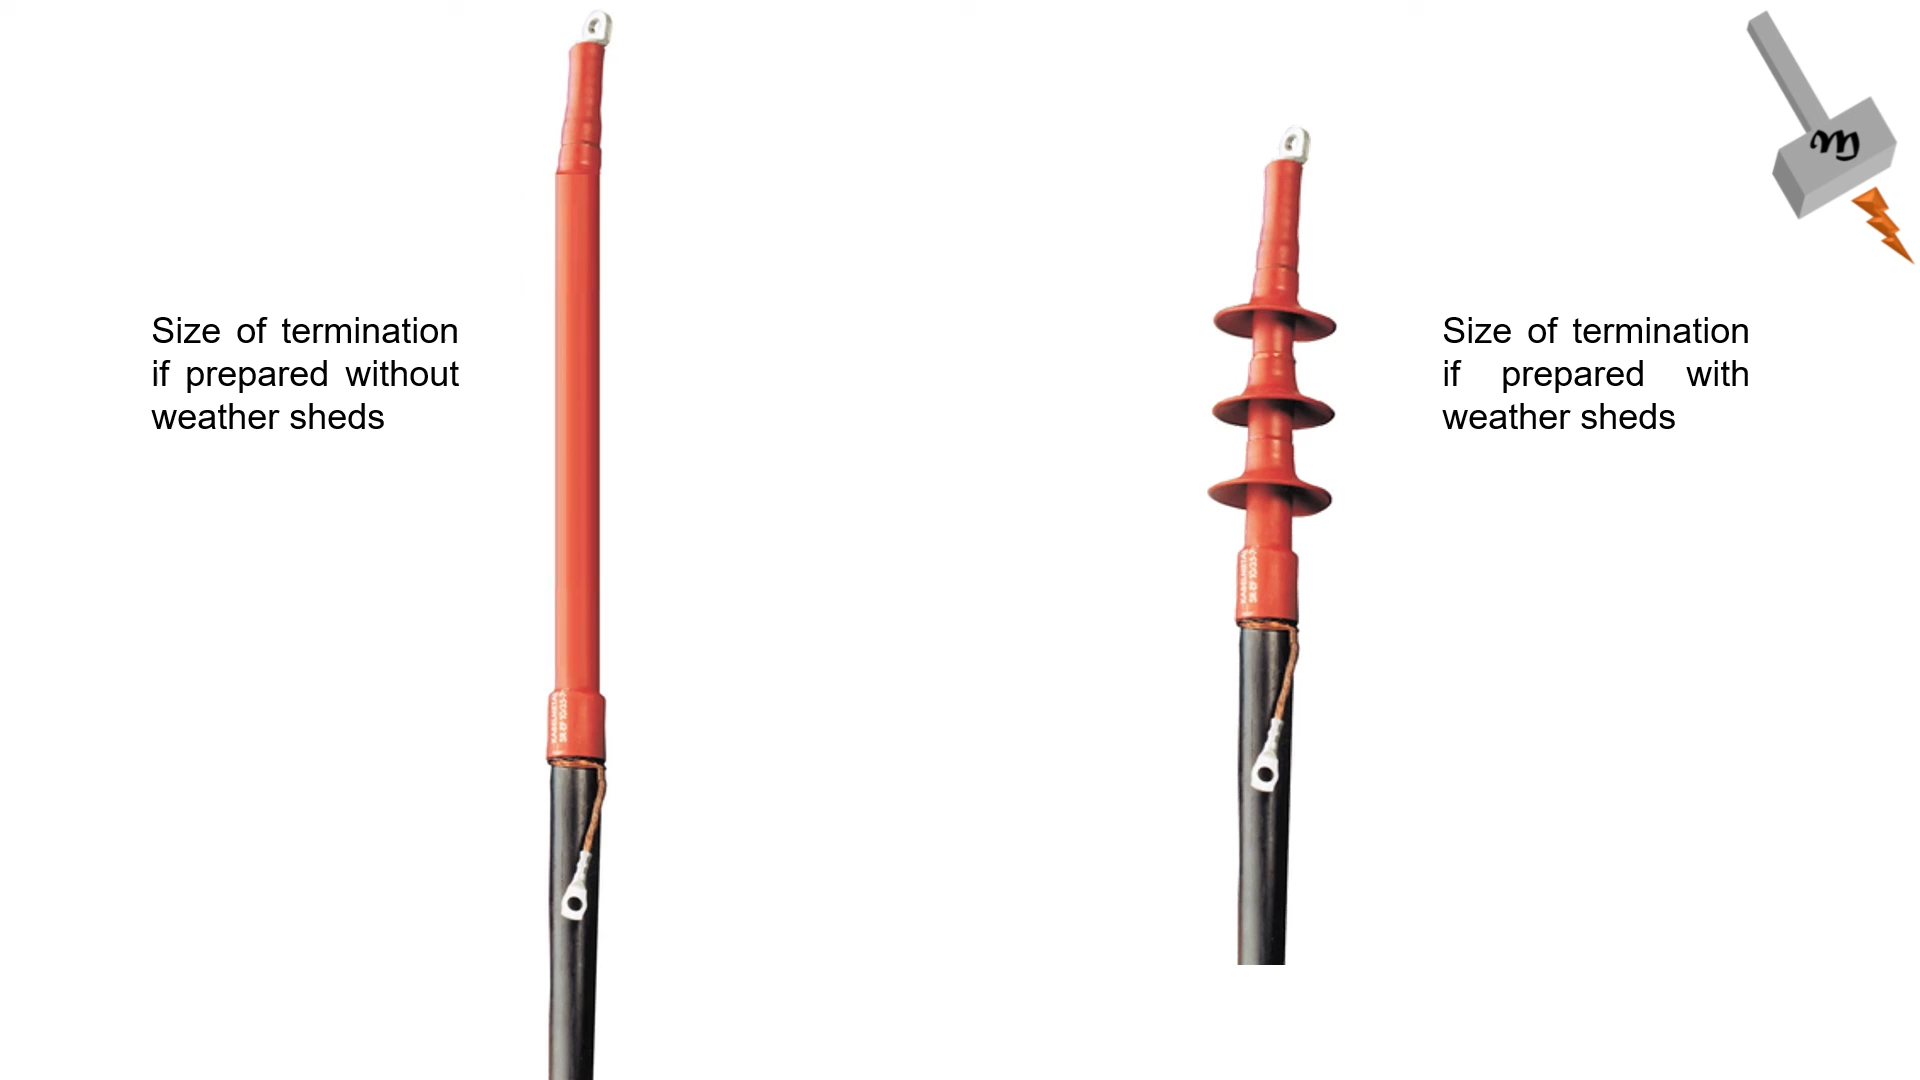 Size of termination
if prepared without
weather sheds
Size of termination
if prepared with
weather sheds